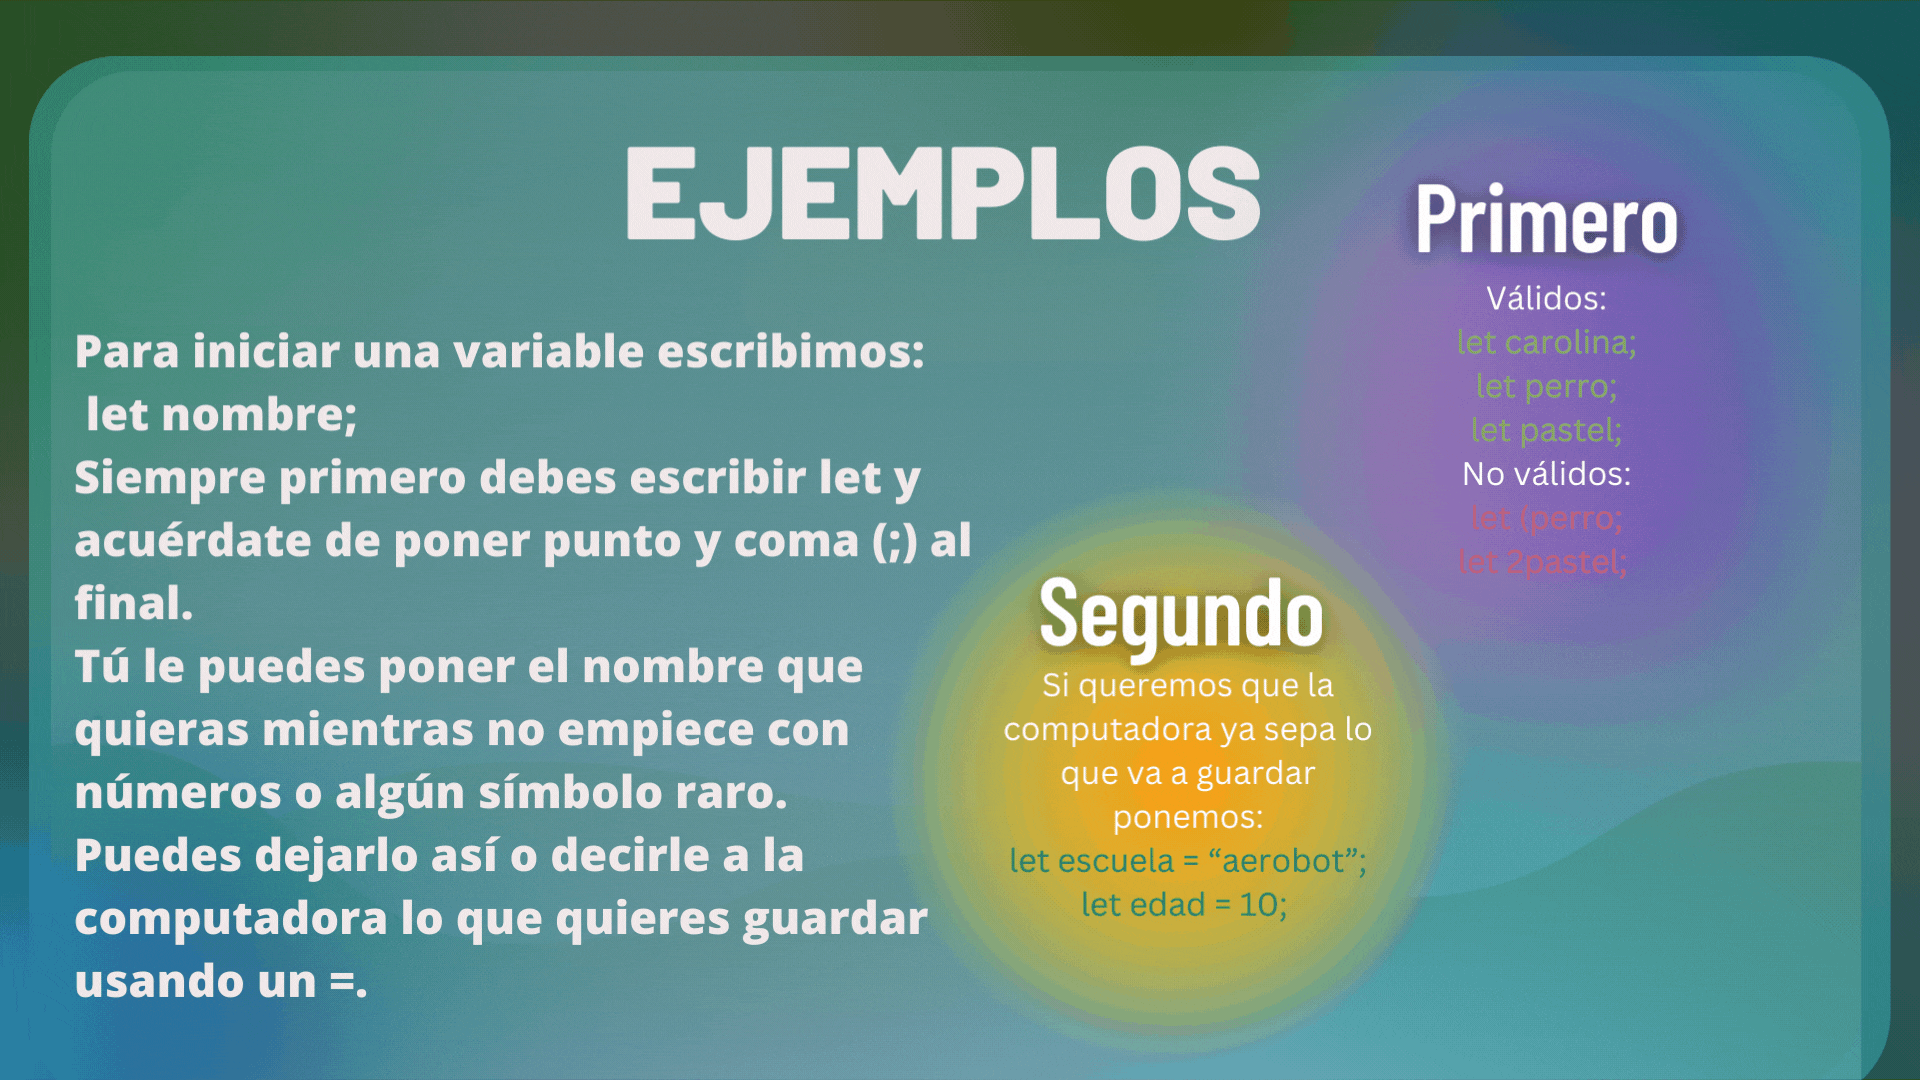 EJEMPLOS
Para iniciar una variable escribimos:
let nombre;
Siempre primero debes escribir let y
acuérdate de poner punto y coma (;) al
final.
Tú le puedes poner el nombre que
quieras mientras no empiece con
números o algún símbolo raro.
Puedes dejarlo así o decirle a la
computadora lo que quieres guardar
usando un =.
Primero
Válidos:
let carolina;
let perro;
let pastel;
No válidos:
let (perro;
let 2pastel;
Segundo
Si queremos que la
computadora ya sepa lo
que va a guardar
ponemos:
let escuela = “aerobot”;
let edad = 10;